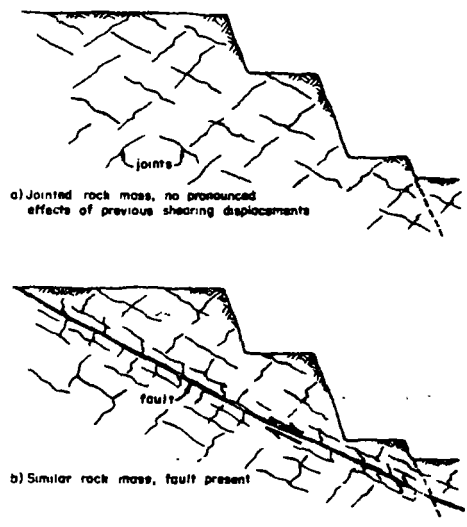 joints
a) Jointed rock mass, no pronounced
effects of previous shearing displacements
fault
b) Similar rock mass, fault present